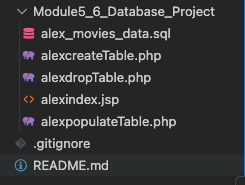 Module5_6_Database_Project
alex_movies_data.sql
alexcreateTable.php
alexdropTable.php
alexindex.jsp
alexpopulateTable.php
.gitignore
README.md